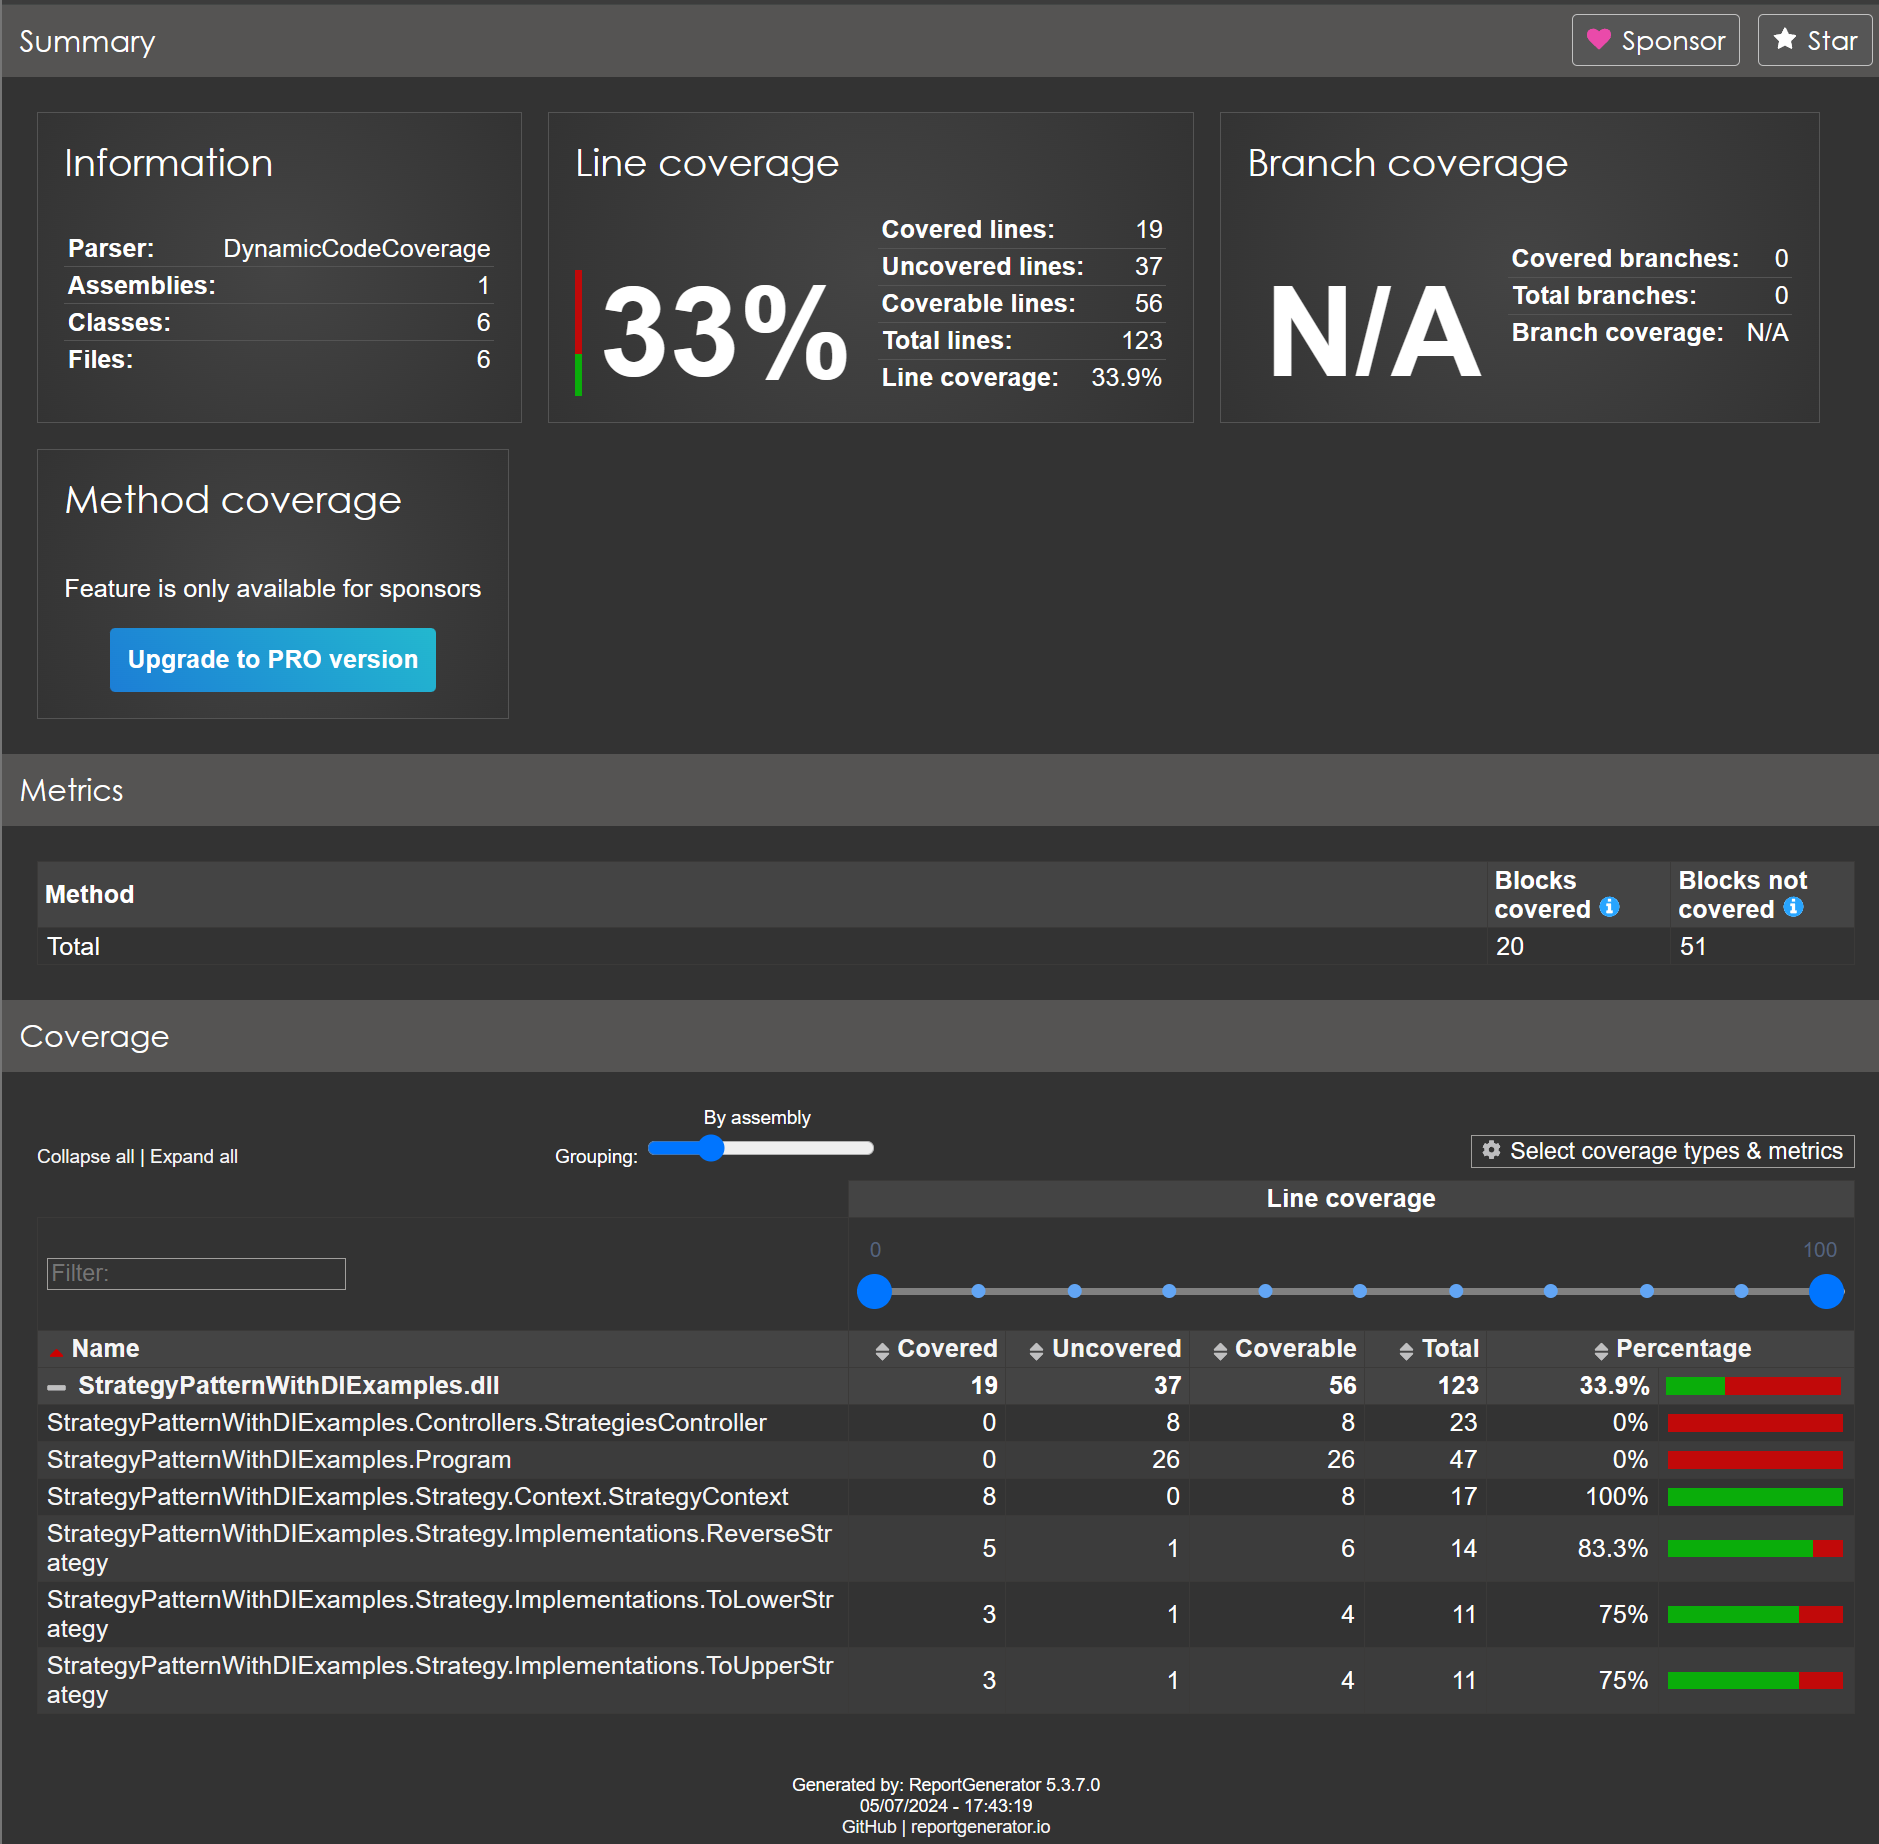 Summary
Sponsor
Star
Information
Parser: DynamicCodeCoverage
Assemblies: 1
Classes: 6
Files: 6
Line coverage
33%
Covered lines: 19
Uncovered lines: 37
Coverable lines: 56
Total lines: 123
Line coverage: 33.9%
Branch coverage
N/A
Covered branches: 0
Total branches: 0
Branch coverage: N/A
Method coverage
Feature is only available for sponsors
Upgrade to PRO version
Metrics
Method
Blocks
covered
Blocks not
covered
Total 20 51
Coverage
Collapse all | Expand all
Grouping:
By assembly
Select coverage types & metrics
Line coverage
Filter:
0
100
Name Covered Uncovered Coverable Total Percentage
StrategyPatternWithDIExamples.dll 19 37 56 123 33.9%
StrategyPatternWithDIExamples.Controllers.StrategiesController 0 8 8 23 0%
StrategyPatternWithDIExamples.Program 0 26 26 47 0%
StrategyPatternWithDIExamples.Strategy.Context.StrategyContext 8 0 8 17 100%
StrategyPatternWithDIExamples.Strategy.Implementations.ReverseStr
ategy 5 1 6 14 83.3%
StrategyPatternWithDIExamples.Strategy.Implementations.ToLowerStr
ategy 3 1 4 11 75%
StrategyPatternWithDIExamples.Strategy.Implementations.ToUpperStr
ategy 3 1 4 11 75%
Generated by: ReportGenerator 5.3.7.0
05/07/2024 - 17:43:19
GitHub | reportgenerator.io